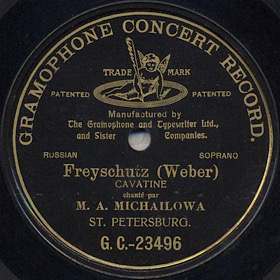 GRAMOPHONE CONCERT RECORD.
TRADE MARK
PATENTED PATENTED
Manufactured by
The Gramophone and Typewriter Ltd.,
and Sister Companies.
RUSSIAN SOPRANO
Freyschutz (Weber)
CAVATINE
chanté par
M. A. MICHAILOWA
ST. PETERSBURG.
G. C.-23496